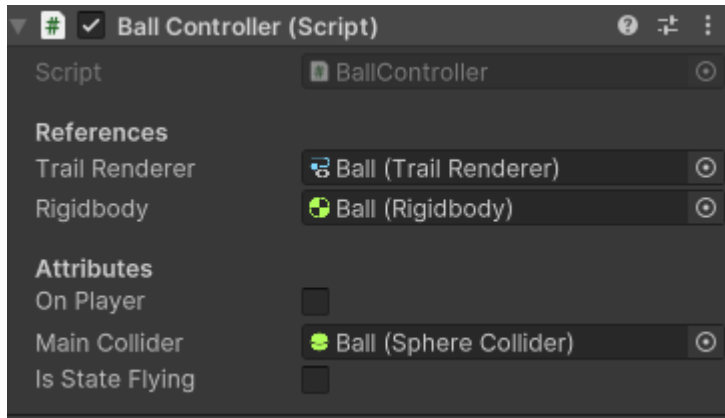 # Ball Controller (Script)
Script # BallController
References
Trail Renderer Ball (Trail Renderer)
Rigidbody Ball (Rigidbody)
Attributes
On Player
Main Collider Ball (Sphere Collider)
Is State Flying